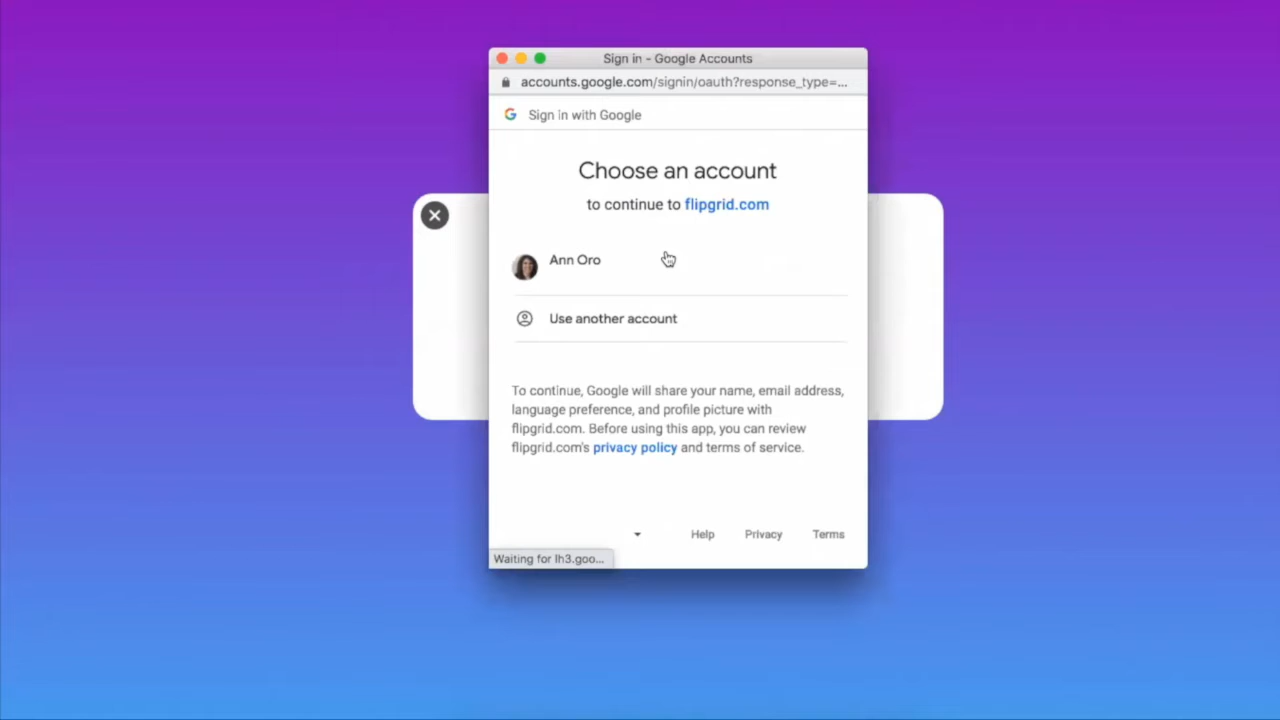 Sign in - Google Accounts
accounts.google.com/signin/oauth?response_type=...
Sign in with Google
Choose an account
to continue to flipgrid.com
Ann Oro
Use another account
To continue, Google will share your name, email address,
language preference, and profile picture with
flipgrid.com. Before using this app, you can review
flipgrid.com's privacy policy and terms of service.
Help Privacy Terms
Waiting for lh3.goo...